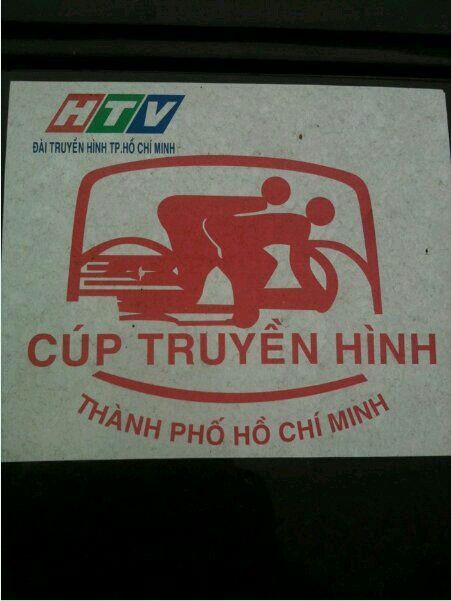 HTV
ĐÀI TRUYỀN HÌNH TP.HỒ CHÍ MINH
CÚP TRUYỀN HÌNH
THÀNH PHỐ HỒ CHÍ MINH